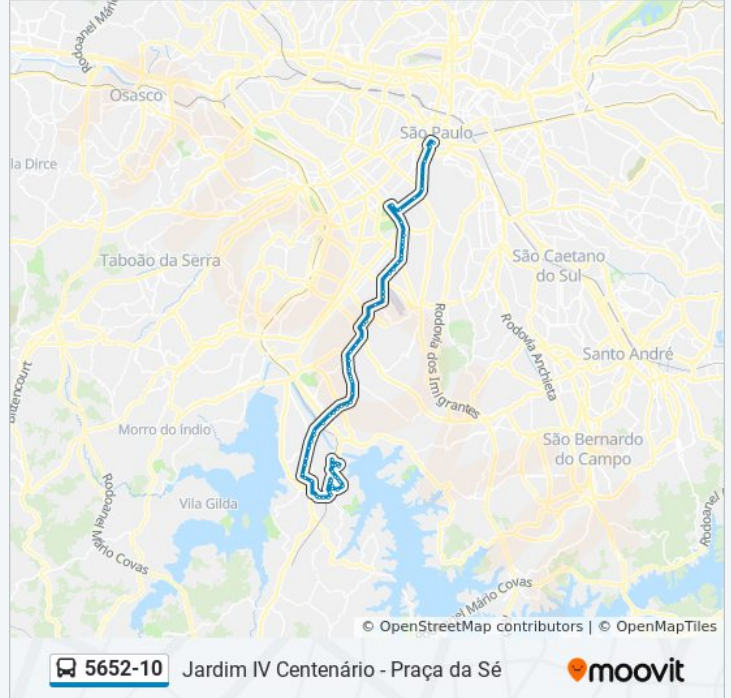 Rodoanel Mári
Osasco
São Paulo
la Dirce
Taboão da Serra
São Caetano
do Sul
Rodovia dos Imigrantes
Rodovia Anchieta
Santo André
Morro do Índio
São Bernardo
do Campo
Vila Gilda
Rodoanel Mário Covas
Rodoanel
Mário Covas
© OpenStreetMap contributors | © OpenMapTiles
5652-10 Jardim IV Centenário - Praça da Sé moovit